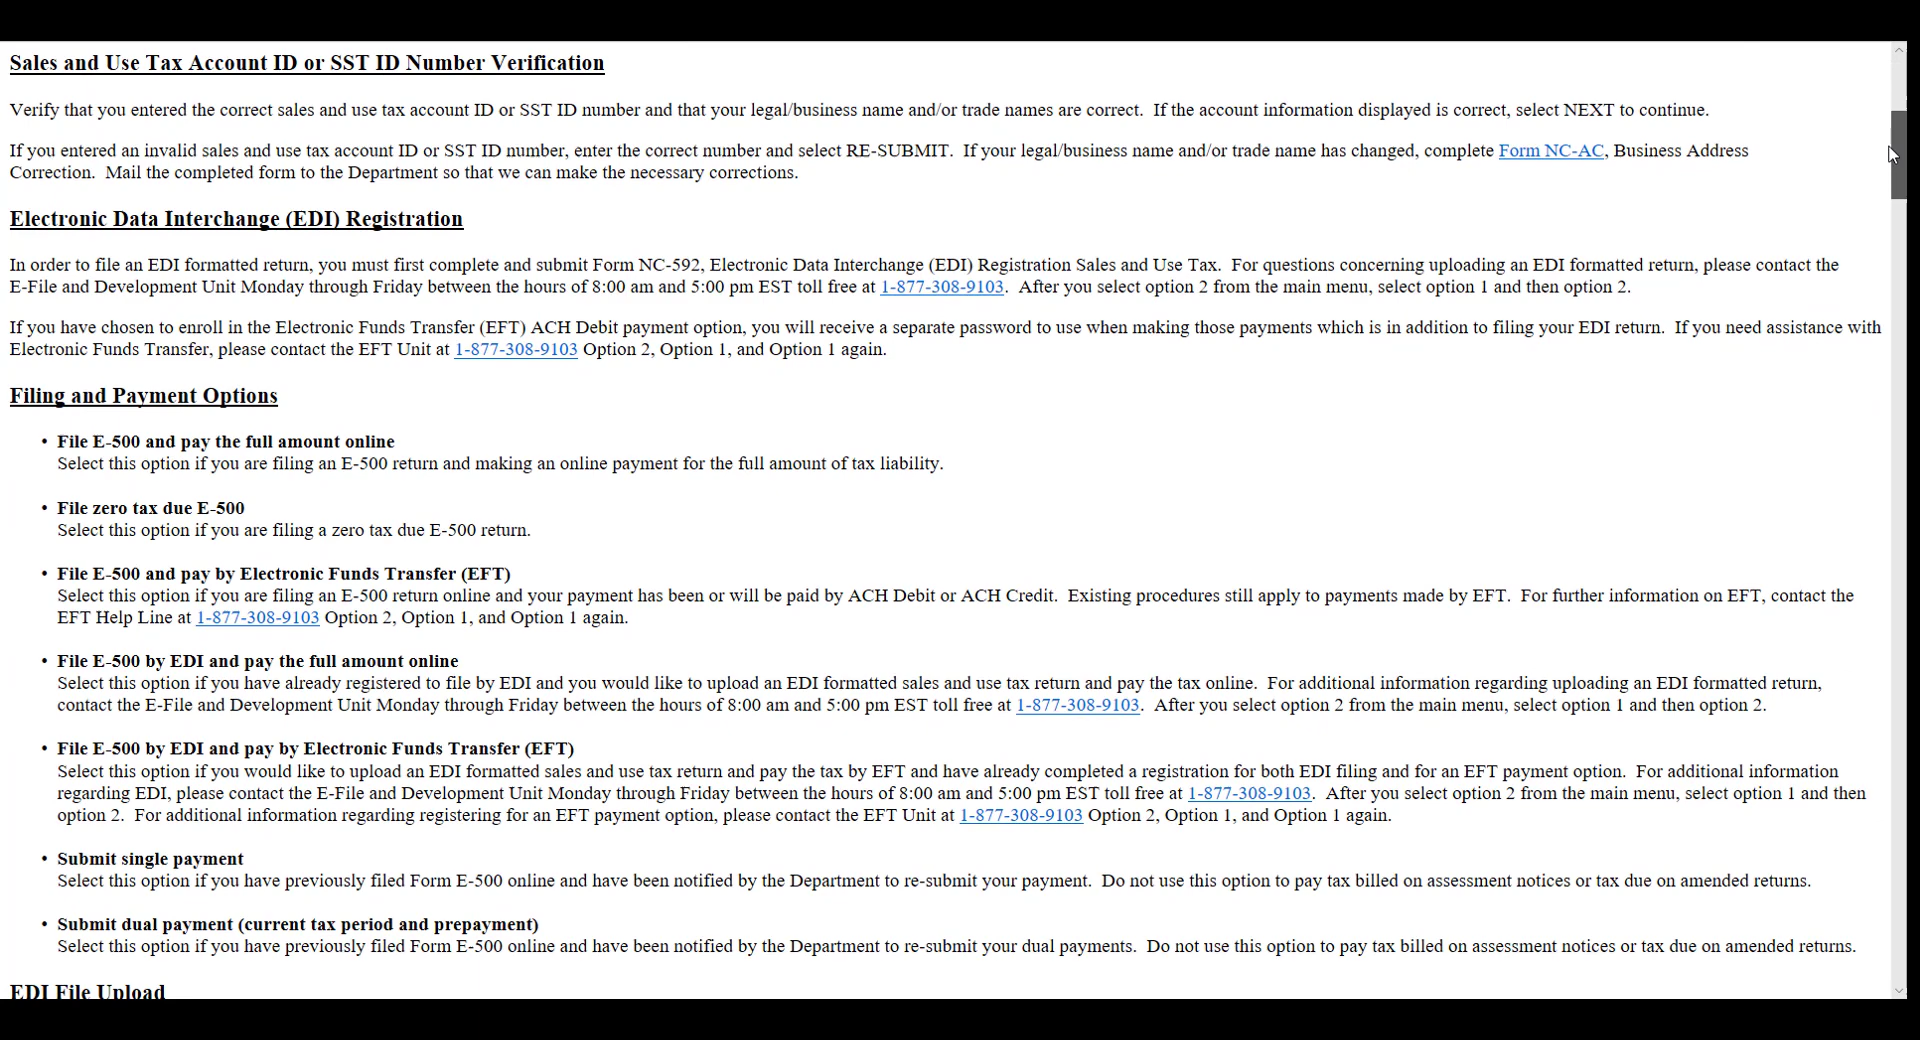 Sales and Use Tax Account ID or SST ID Number Verification
Verify that you entered the correct sales and use tax account ID or SST ID number and that your legal/business name and/or trade names are correct.  If the account information displayed is correct, select NEXT to continue.
If you entered an invalid sales and use tax account ID or SST ID number, enter the correct number and select RE-SUBMIT.  If your legal/business name and/or trade name has changed, complete Form NC-AC, Business Address
Correction.  Mail the completed form to the Department so that we can make the necessary corrections.
Electronic Data Interchange (EDI) Registration
In order to file an EDI formatted return, you must first complete and submit Form NC-592, Electronic Data Interchange (EDI) Registration Sales and Use Tax.  For questions concerning uploading an EDI formatted return, please contact the
E-File and Development Unit Monday through Friday between the hours of 8:00 am and 5:00 pm EST toll free at 1-877-308-9103.  After you select option 2 from the main menu, select option 1 and then option 2.
If you have chosen to enroll in the Electronic Funds Transfer (EFT) ACH Debit payment option, you will receive a separate password to use when making those payments which is in addition to filing your EDI return.  If you need assistance with
Electronic Funds Transfer, please contact the EFT Unit at 1-877-308-9103 Option 2, Option 1, and Option 1 again.
Filing and Payment Options
• File E-500 and pay the full amount online
Select this option if you are filing an E-500 return and making an online payment for the full amount of tax liability.
• File zero tax due E-500
Select this option if you are filing a zero tax due E-500 return.
• File E-500 and pay by Electronic Funds Transfer (EFT)
Select this option if you are filing an E-500 return online and your payment has been or will be paid by ACH Debit or ACH Credit.  Existing procedures still apply to payments made by EFT.  For further information on EFT, contact the
EFT Help Line at 1-877-308-9103 Option 2, Option 1, and Option 1 again.
• File E-500 by EDI and pay the full amount online
Select this option if you have already registered to file by EDI and you would like to upload an EDI formatted sales and use tax return and pay the tax online.  For additional information regarding uploading an EDI formatted return,
contact the E-File and Development Unit Monday through Friday between the hours of 8:00 am and 5:00 pm EST toll free at 1-877-308-9103.  After you select option 2 from the main menu, select option 1 and then option 2.
• File E-500 by EDI and pay by Electronic Funds Transfer (EFT)
Select this option if you would like to upload an EDI formatted sales and use tax return and pay the tax by EFT and have already completed a registration for both EDI filing and for an EFT payment option.  For additional information
regarding EDI, please contact the E-File and Development Unit Monday through Friday between the hours of 8:00 am and 5:00 pm EST toll free at 1-877-308-9103.  After you select option 2 from the main menu, select option 1 and then
option 2.  For additional information regarding registering for an EFT payment option, please contact the EFT Unit at 1-877-308-9103 Option 2, Option 1, and Option 1 again.
• Submit single payment
Select this option if you have previously filed Form E-500 online and have been notified by the Department to re-submit your payment.  Do not use this option to pay tax billed on assessment notices or tax due on amended returns.
• Submit dual payment (current tax period and prepayment)
Select this option if you have previously filed Form E-500 online and have been notified by the Department to re-submit your dual payments.  Do not use this option to pay tax billed on assessment notices or tax due on amended returns.
EDI File Upload